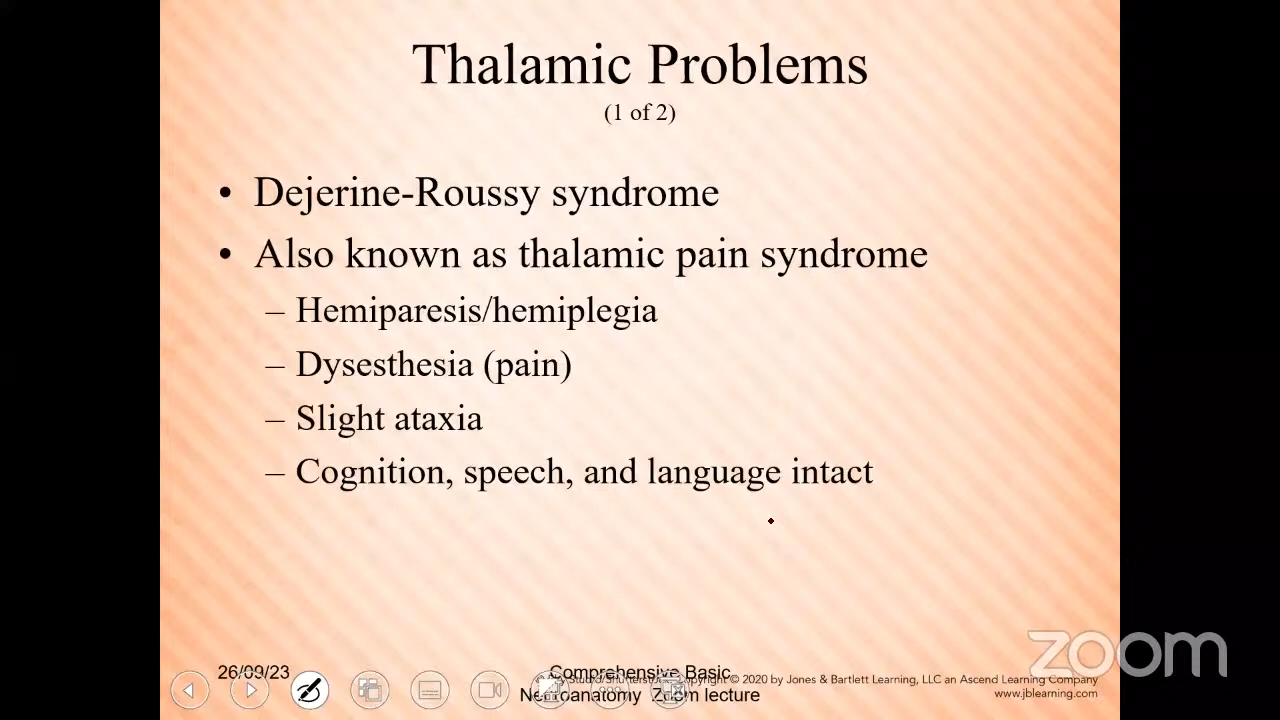 Thalamic Problems
(1 of 2)
• Dejerine-Roussy syndrome
• Also known as thalamic pain syndrome
– Hemiparesis/hemiplegia
– Dysesthesia (pain)
– Slight ataxia
– Cognition, speech, and language intact
zoom
26/09/23
Comprehensive Basic
Neuroanatomy Zoom lecture
© 2020 by Jones & Bartlett Learning, LLC an Ascend Learning Company
www.jblearning.com